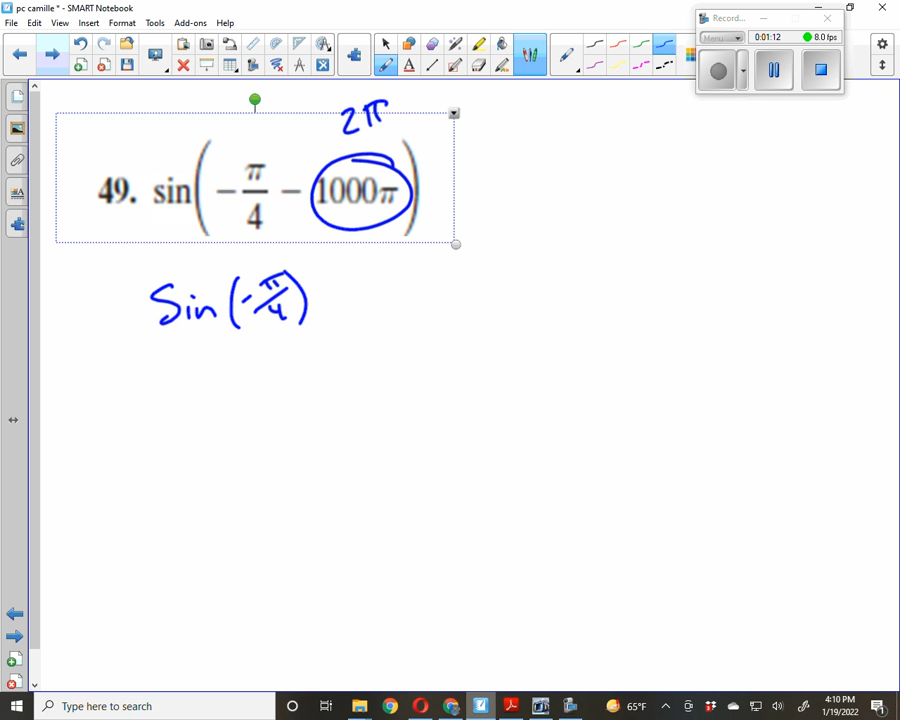 pc camille * - SMART Notebook
File Edit View Insert Format Tools Add-ons Help
Record...
Menu
0:01:12
8.0 fps
A
2π
49. sin(-π/4 - 1000π)
Sin(-π/4)
Type here to search
65°F
4:10 PM
1/19/2022
1